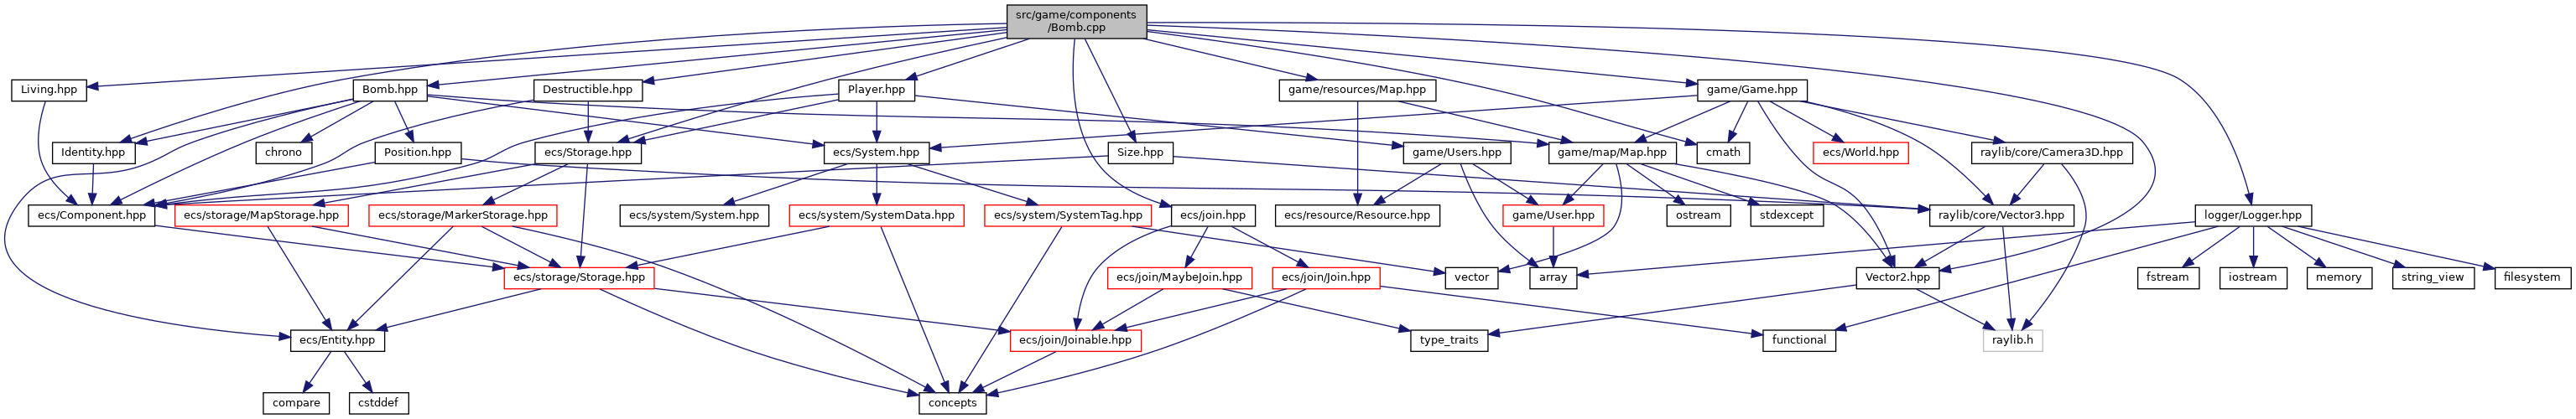 src/game/components
/Bomb.cpp
Living.hpp
Bomb.hpp
Destructible.hpp
Player.hpp
game/resources/Map.hpp
game/Game.hpp
Identity.hpp
chrono
Position.hpp
ecs/Storage.hpp
ecs/System.hpp
Size.hpp
game/Users.hpp
game/map/Map.hpp
cmath
ecs/World.hpp
raylib/core/Camera3D.hpp
ecs/Component.hpp
ecs/storage/MapStorage.hpp
ecs/storage/MarkerStorage.hpp
ecs/system/System.hpp
ecs/system/SystemData.hpp
ecs/system/SystemTag.hpp
ecs/join.hpp
ecs/resource/Resource.hpp
game/User.hpp
ostream
stdexcept
raylib/core/Vector3.hpp
logger/Logger.hpp
ecs/storage/Storage.hpp
ecs/join/MaybeJoin.hpp
ecs/join/Join.hpp
vector
array
Vector2.hpp
fstream
iostream
memory
string_view
filesystem
ecs/Entity.hpp
ecs/join/Joinable.hpp
type_traits
functional
raylib.h
compare
cstddef
concepts